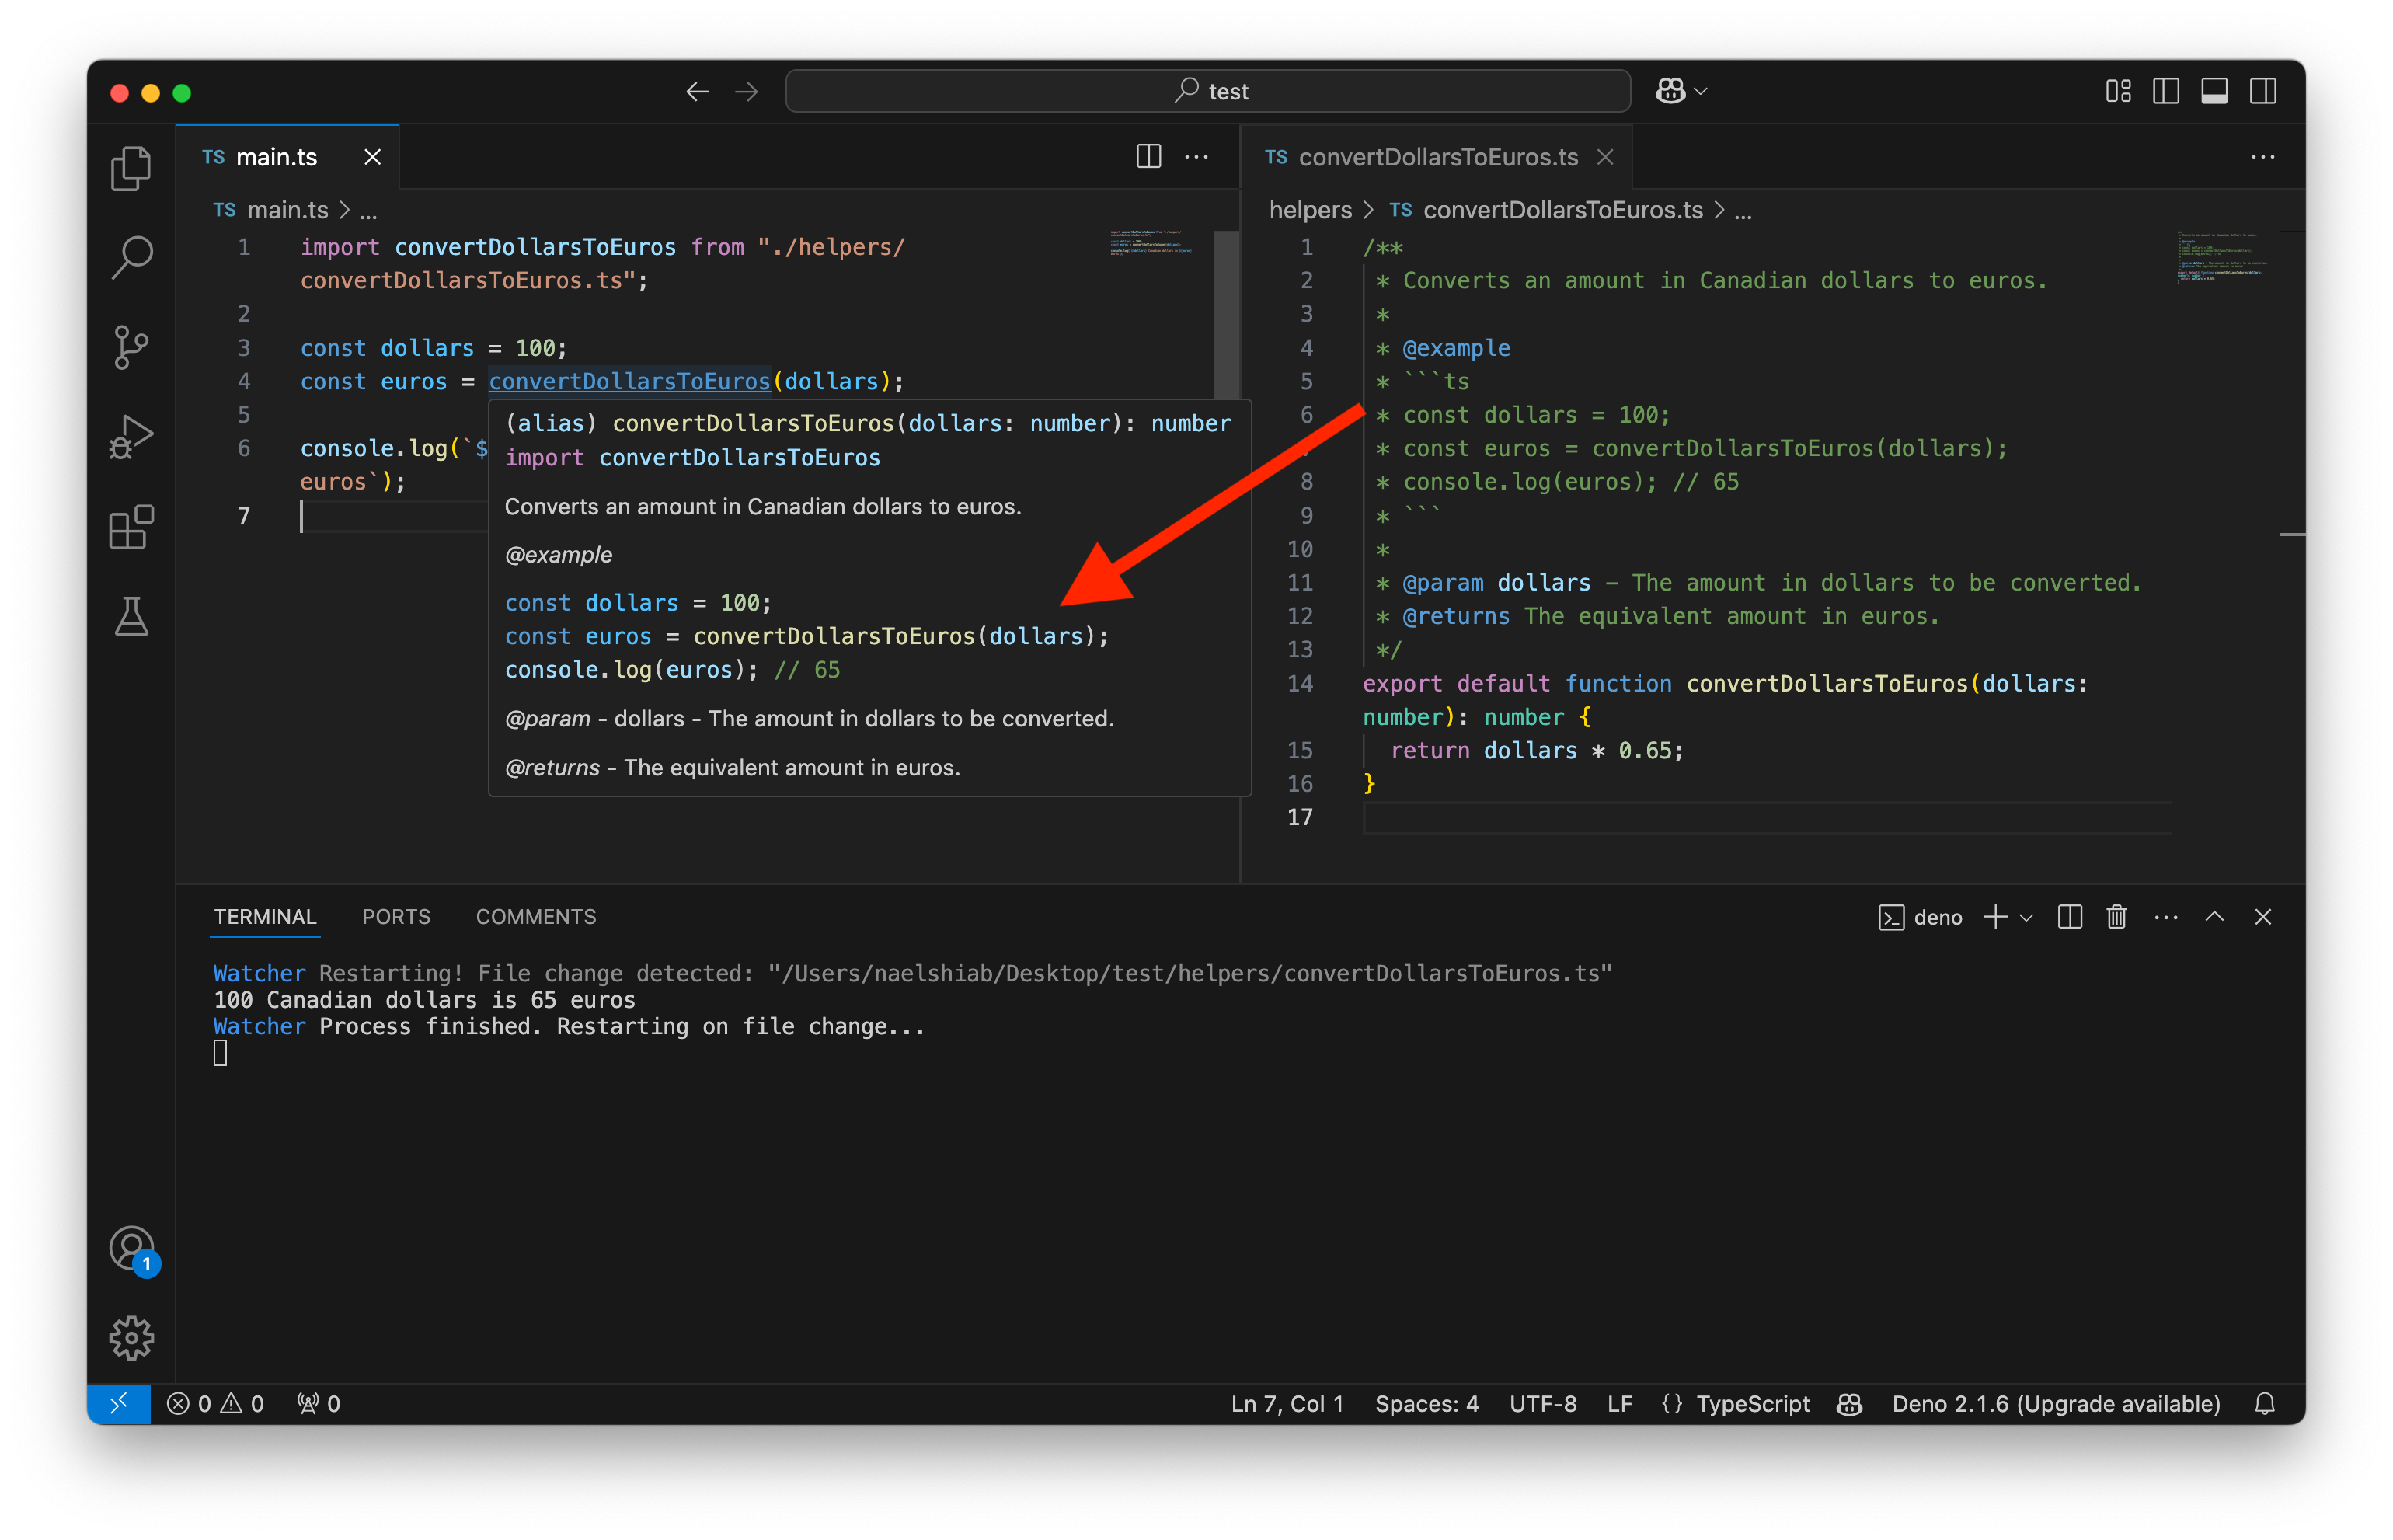 test
TS main.ts
TS convertDollarsToEuros.ts
TS main.ts > ...
1 import convertDollarsToEuros from "./helpers/
convertDollarsToEuros.ts";
2
3 const dollars = 100;
4 const euros = convertDollarsToEuros(dollars);
5
6 console.log(`$
euros`);
7
(alias) convertDollarsToEuros(dollars: number): number
import convertDollarsToEuros
Converts an amount in Canadian dollars to euros.
@example
const dollars = 100;
const euros = convertDollarsToEuros(dollars);
console.log(euros); // 65
@param - dollars - The amount in dollars to be converted.
@returns - The equivalent amount in euros.
helpers > TS convertDollarsToEuros.ts > ...
1 /**
2 * Converts an amount in Canadian dollars to euros.
3 *
4 * @example
5 * ```ts
6 * const dollars = 100;
* const euros = convertDollarsToEuros(dollars);
8 * console.log(euros); // 65
9 * ```
10 *
11 * @param dollars - The amount in dollars to be converted.
12 * @returns The equivalent amount in euros.
13 */
14 export default function convertDollarsToEuros(dollars:
number): number {
15 return dollars * 0.65;
16 }
17
TERMINAL PORTS COMMENTS
deno
Watcher Restarting! File change detected: "/Users/naelshiab/Desktop/test/helpers/convertDollarsToEuros.ts"
100 Canadian dollars is 65 euros
Watcher Process finished. Restarting on file change...
1
0 0 0
Ln 7, Col 1 Spaces: 4 UTF-8 LF {} TypeScript Deno 2.1.6 (Upgrade available)